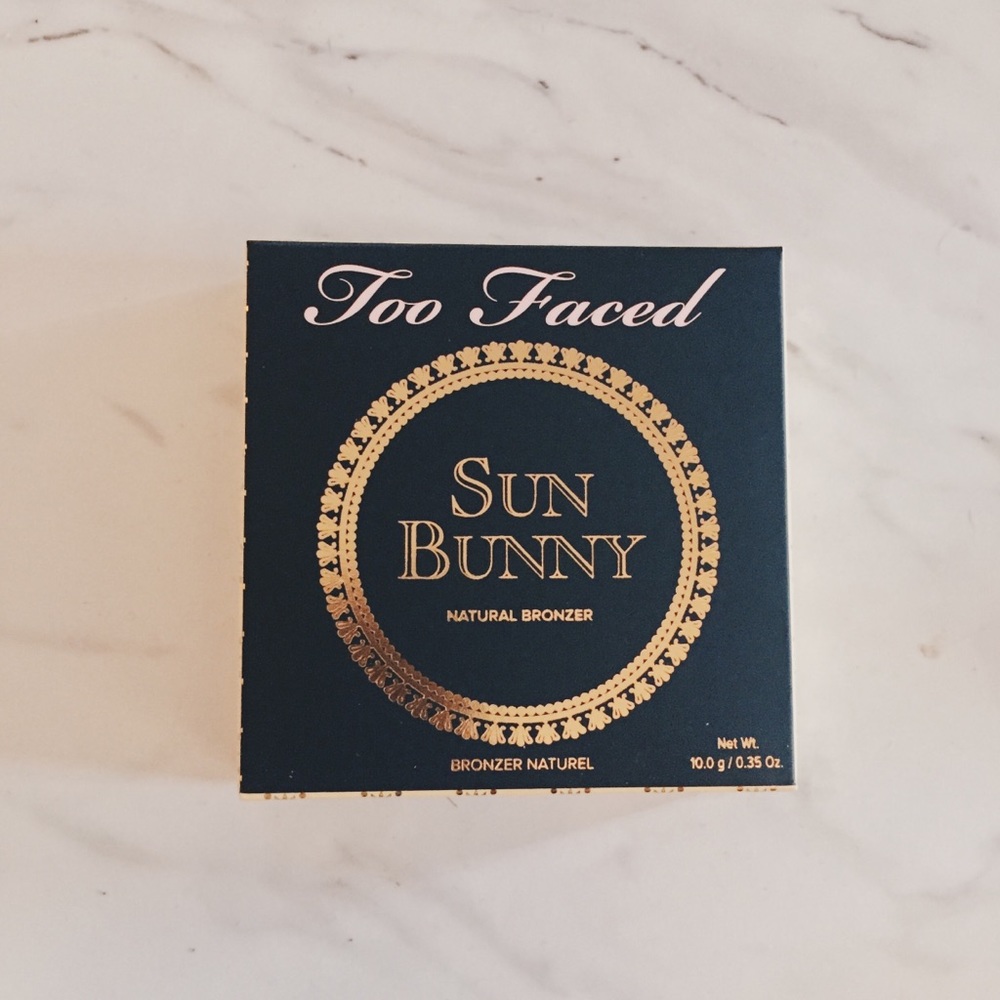 Too Faced
SUN
BUNNY
NATURAL BRONZER
BRONZER NATUREL
Net Wt.
10.0 g / 0.35 Oz.